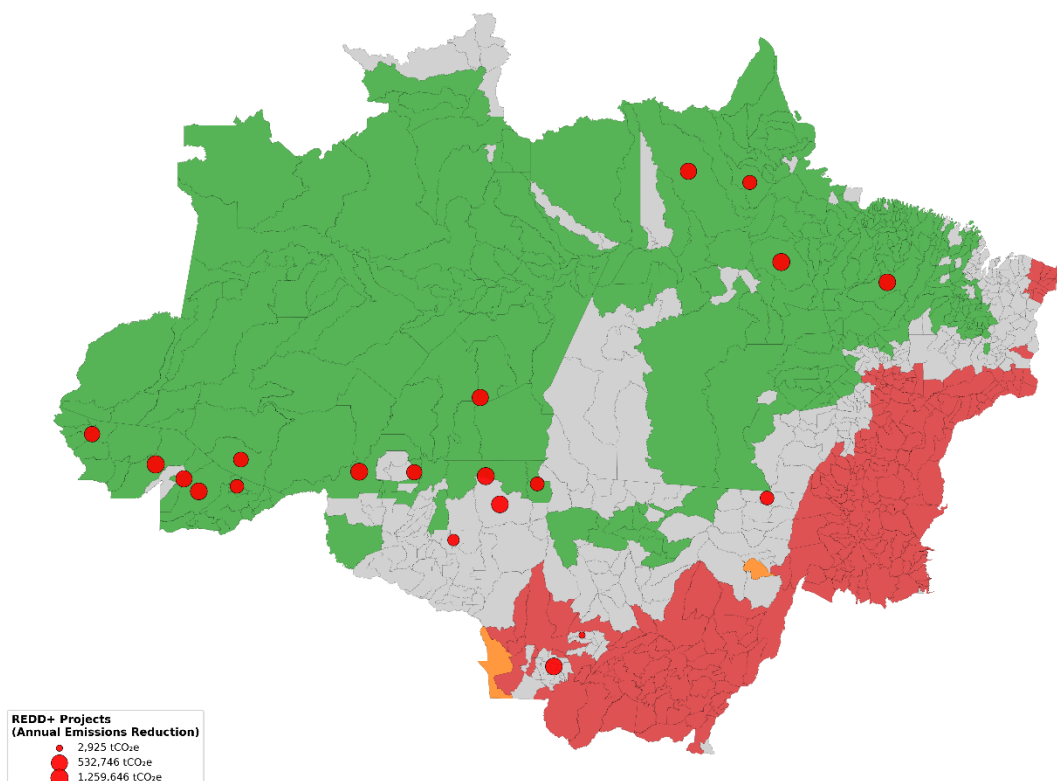 REDD+ Projects
(Annual Emissions Reduction)
2,925 tCO₂e
532,746 tCO₂e
1,259,646 tCO₂e